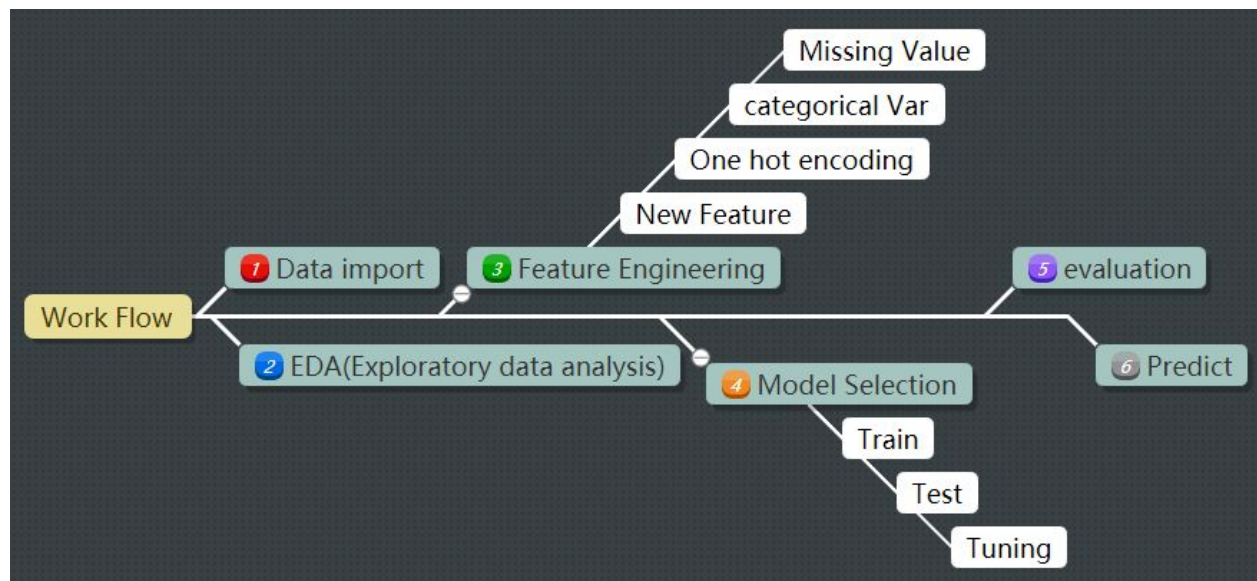 Missing Value
categorical Var
One hot encoding
New Feature
1 Data import
3 Feature Engineering
5 evaluation
Work Flow
2 EDA(Exploratory data analysis)
4 Model Selection
6 Predict
Train
Test
Tuning